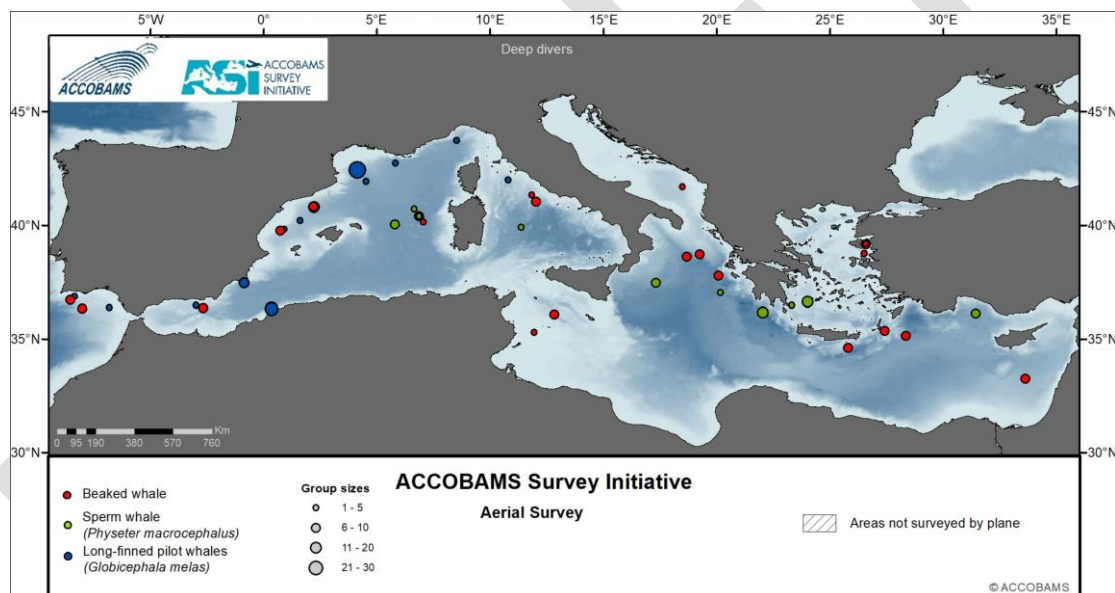 5°W 0° 5°E 10°E 15°E 20°E 25°E 30°E 35°E
Deep divers
ACCOBAMS
ASI
ACCOBAMS
SURVEY
INITIATIVE
45°N 45°N
40°N 40°N
35°N 35°N
30°N 30°N
Km
0 95 190 380 570 760
ACCOBAMS Survey Initiative
Aerial Survey
Beaked whale
Sperm whale
(Physeter macrocephalus)
Long-finned pilot whales
(Globicephala melas)
Group sizes
1 - 5
6 - 10
11 - 20
21 - 30
Areas not surveyed by plane
© ACCOBAMS